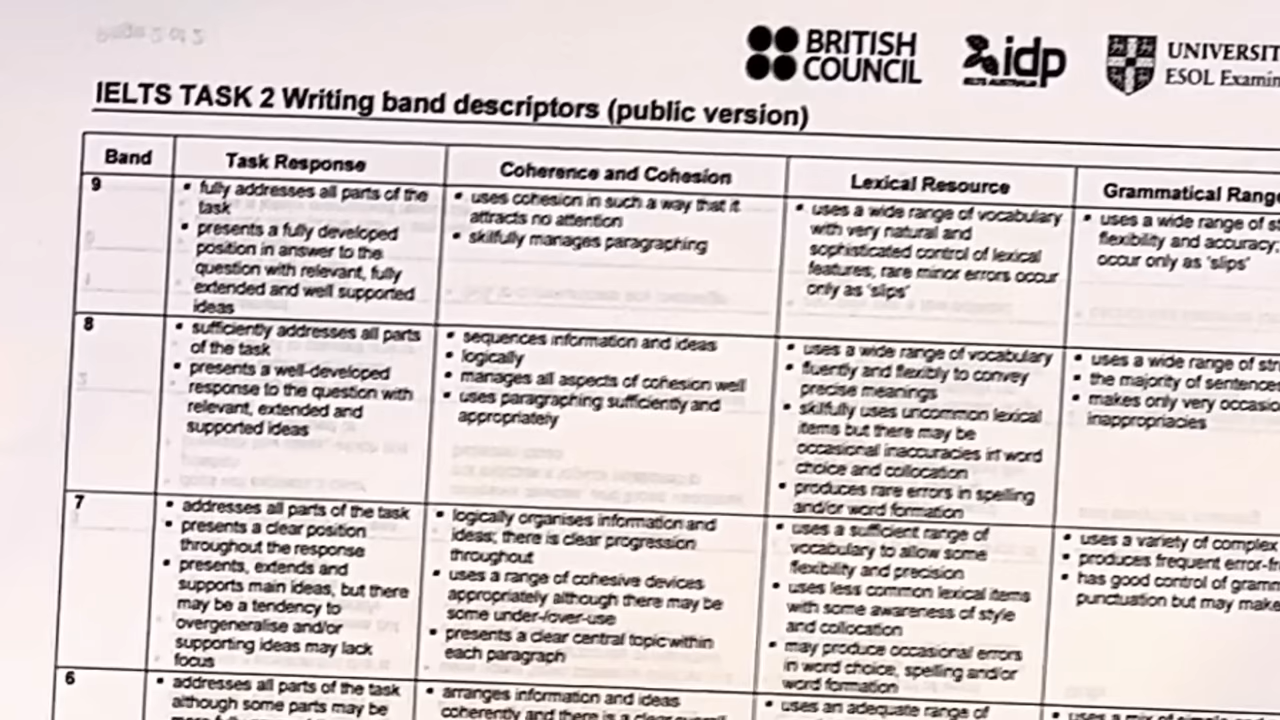 Page 2 of 2
BRITISH
COUNCIL
idp
IELTS AUSTRALIA
UNIVERSIT
ESOL Examin
IELTS TASK 2 Writing band descriptors (public version)
Band
Task Response
Coherence and Cohesion
Lexical Resource
Grammatical Range
9
• fully addresses all parts of the
task
• presents a fully developed
position in answer to the
question with relevant, fully
extended and well supported
ideas
• uses cohesion in such a way that it
attracts no attention
• skilfully manages paragraphing
• uses a wide range of vocabulary
with very natural and
sophisticated control of lexical
features; rare minor errors occur
only as 'slips'
• uses a wide range of st
flexibility and accuracy;
occur only as 'slips'
8
• sufficiently addresses all parts
of the task
• presents a well-developed
response to the question with
relevant, extended and
supported ideas
• sequences information and ideas
• logically
• manages all aspects of cohesion well
• uses paragraphing sufficiently and
appropriately
• uses a wide range of vocabulary
• fluently and flexibly to convey
precise meanings
• skilfully uses uncommon lexical
items but there may be
occasional inaccuracies in word
choice and collocation
• produces rare errors in spelling
and/or word formation
• uses a wide range of str
• the majority of sentences
• makes only very occasio
inappropriacies
7
• addresses all parts of the task
• presents a clear position
throughout the response
• presents, extends and
supports main ideas, but there
may be a tendency to
overgeneralise and/or
supporting ideas may lack
focus
• logically organises information and
ideas; there is clear progression
throughout
• uses a range of cohesive devices
appropriately although there may be
some under-/over-use
• presents a clear central topic within
each paragraph
• uses a sufficient range of
vocabulary to allow some
flexibility and precision
• uses less common lexical items
with some awareness of style
and collocation
• may produce occasional errors
in word choice, spelling and/or
word formation
• uses a variety of complex
• produces frequent error-fr
• has good control of gramm
punctuation but may make
6
• addresses all parts of the task
although some parts may be
• arranges information and ideas
coherently and there is a clear overall
• uses an adequate range of